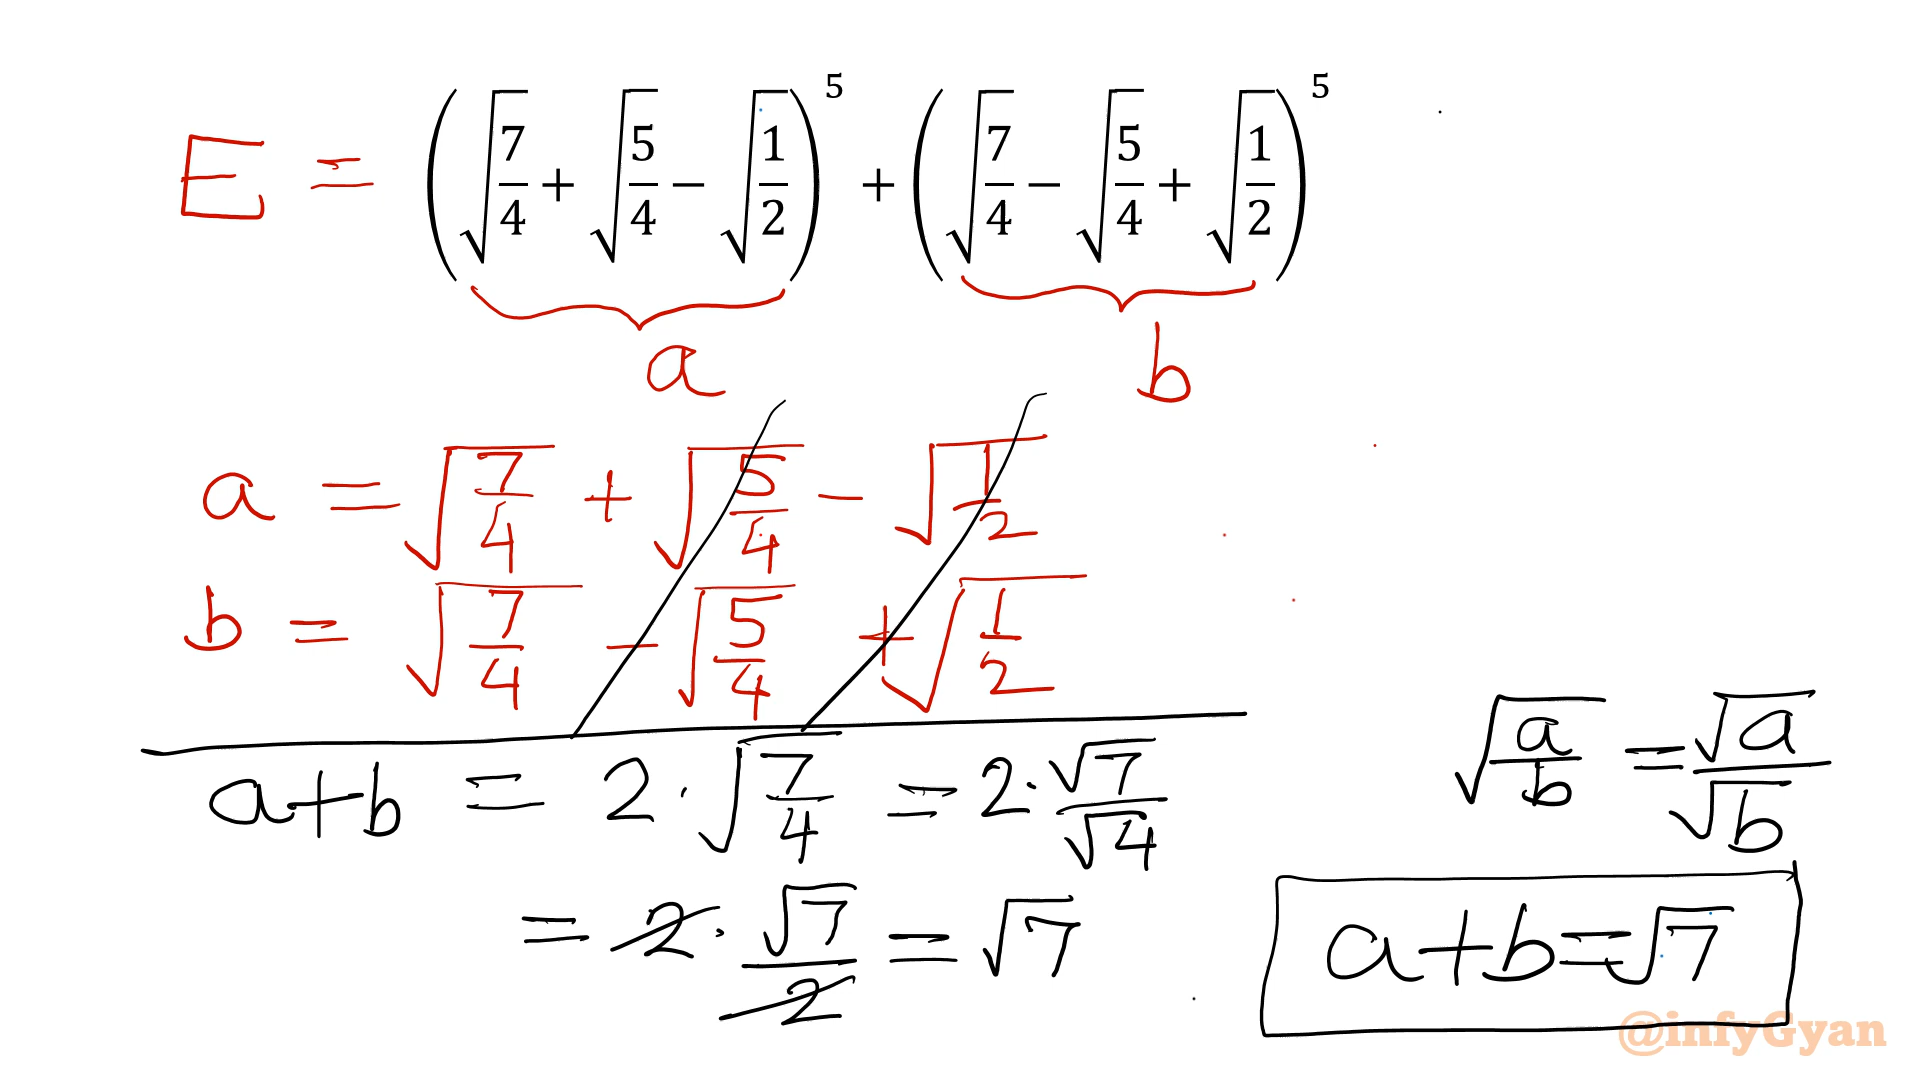 E = (√(7/4) + √(5/4) − √(1/2))⁵ + (√(7/4) − √(5/4) + √(1/2))⁵
a b
a = √(7/4) + √(5/4) − √(1/2)
b = √(7/4) − √(5/4) + √(1/2)
a+b = 2 · √(7/4) = 2 · √7/√4
= 2 · √7/2 = √7
√(a/b) = √a/√b
a+b=√7
@infyGyan